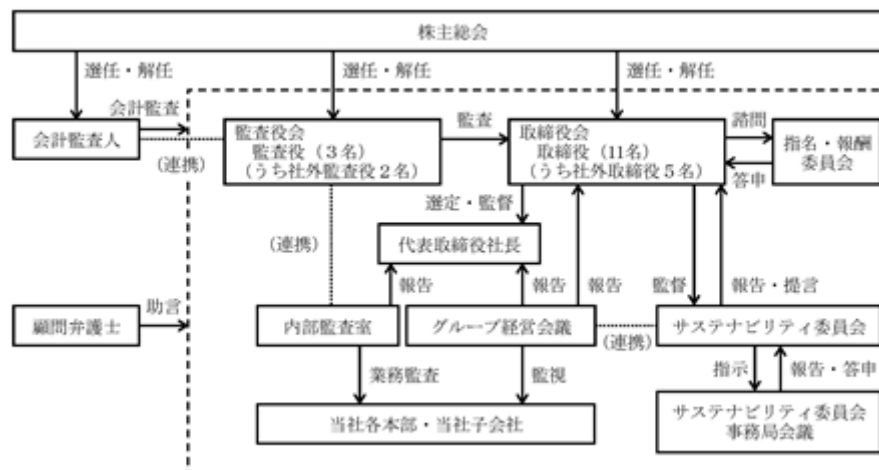 株主総会
選任・解任
選任・解任
選任・解任
会計監査
会計監査人
(連携)
監査役会
監査役(3名)
(うち社外監査役2名)
監査
取締役会
取締役(11名)
(うち社外取締役5名)
諮問
答申
指名・報酬
委員会
選定・監督
(連携)
代表取締役社長
報告
報告
報告
監督
報告・提言
助言
顧問弁護士
内部監査室
グループ経営会議
(連携)
サステナビリティ委員会
業務監査
監視
指示
報告・答申
当社各本部・当社子会社
サステナビリティ委員会
事務局会議